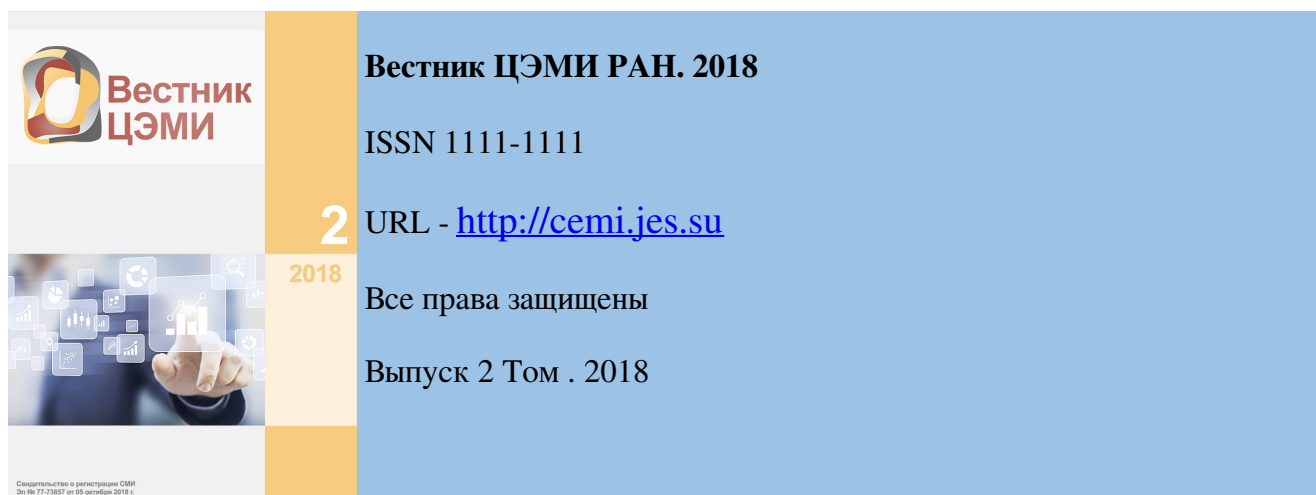 Вестник
ЦЭМИ
2
2018
Свидетельство о регистрации СМИ
Эл № 77-73857 от 05 октября 2018 г.
Вестник ЦЭМИ РАН. 2018
ISSN 1111-1111
URL - http://cemi.jes.su
Все права защищены
Выпуск 2 Том . 2018